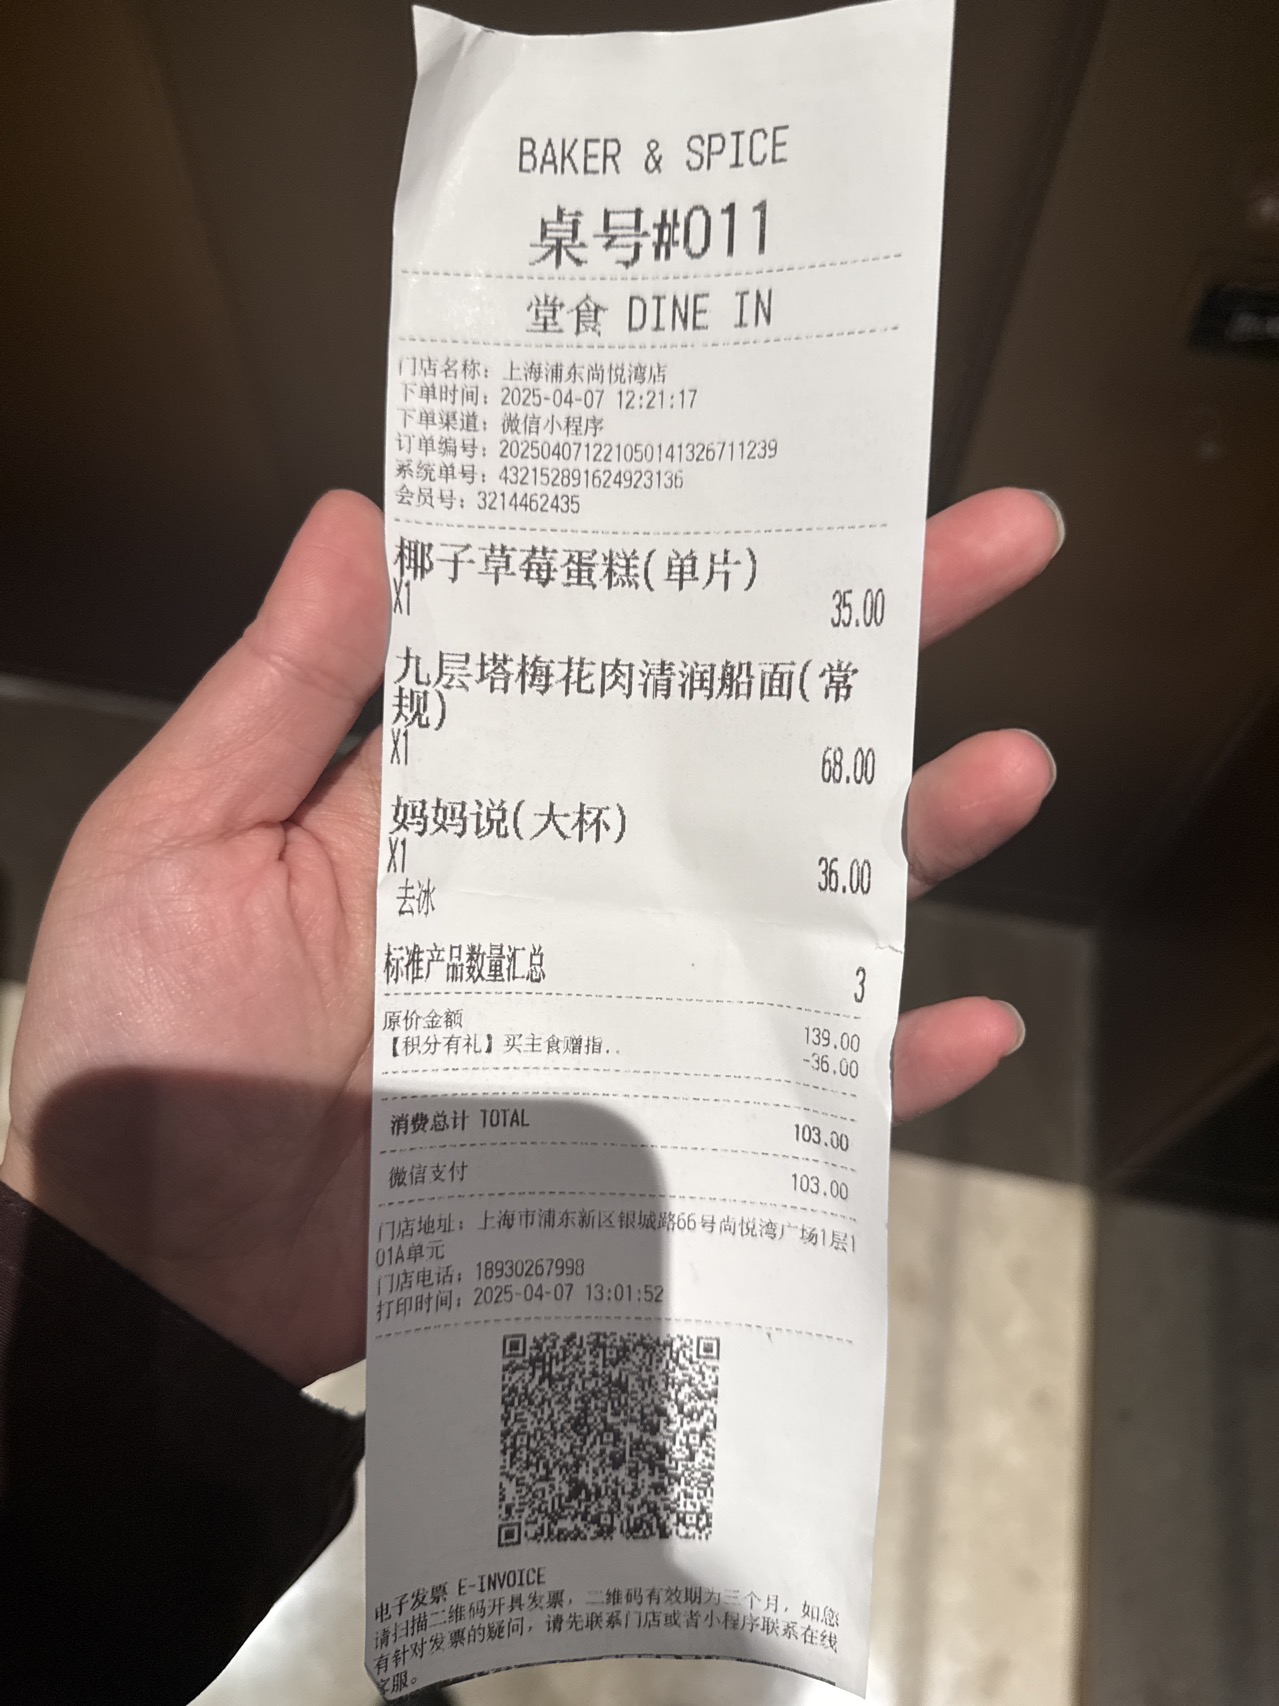 BAKER & SPICE
桌号#011
堂食 DINE IN
门店名称：上海浦东尚悦湾店
下单时间：2025-04-07 12:21:17
下单渠道：微信小程序
订单编号：202504071221050141326711239
系统单号：432152891624923136
会员号：3214462435
椰子草莓蛋糕(单片)
X1 35.00
九层塔梅花肉清润船面(常
规)
X1 68.00
妈妈说(大杯)
X1 36.00
去冰
标准产品数量汇总 3
原价金额 139.00
【积分有礼】买主食赠指.. -36.00
消费总计 TOTAL 103.00
微信支付 103.00
门店地址：上海市浦东新区银城路66号尚悦湾广场1层1
01A单元
门店电话：18930267998
打印时间：2025-04-07 13:01:52
电子发票 E-INVOICE
请扫描二维码开具发票，二维码有效期为三个月，如您
有针对发票的疑问，请先联系门店或者小程序联系在线
客服。